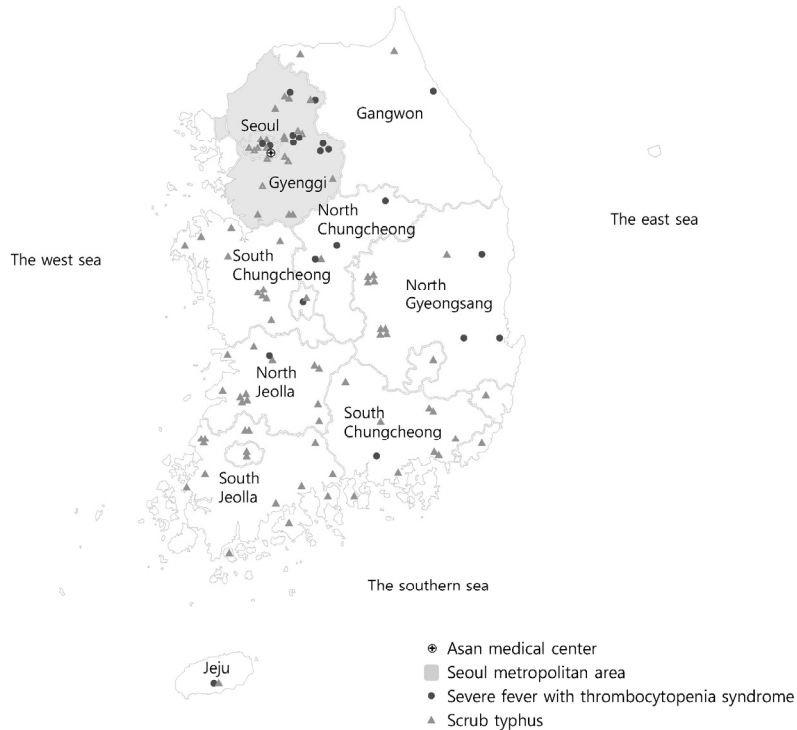 Gangwon
Seoul
Gyenggi
North
Chungcheong
The east sea
The west sea
South
Chungcheong
North
Gyeongsang
North
Jeolla
South
Chungcheong
South
Jeolla
The southern sea
Jeju
Asan medical center
Seoul metropolitan area
Severe fever with thrombocytopenia syndrome
Scrub typhus